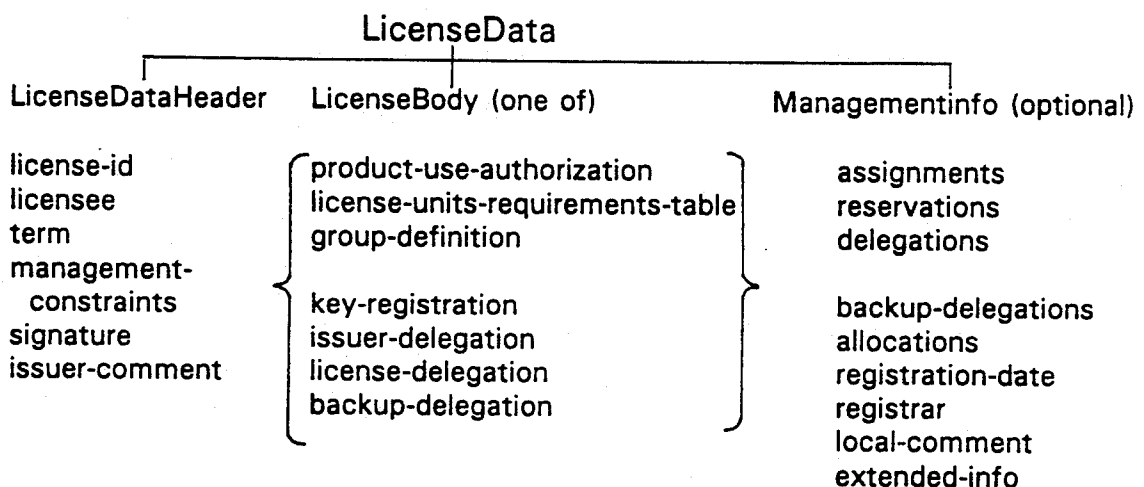 LicenseData
LicenseDataHeader
license-id
licensee
term
management-
constraints
signature
issuer-comment
LicenseBody (one of)
product-use-authorization
license-units-requirements-table
group-definition
key-registration
issuer-delegation
license-delegation
backup-delegation
Managementinfo (optional)
assignments
reservations
delegations
backup-delegations
allocations
registration-date
registrar
local-comment
extended-info